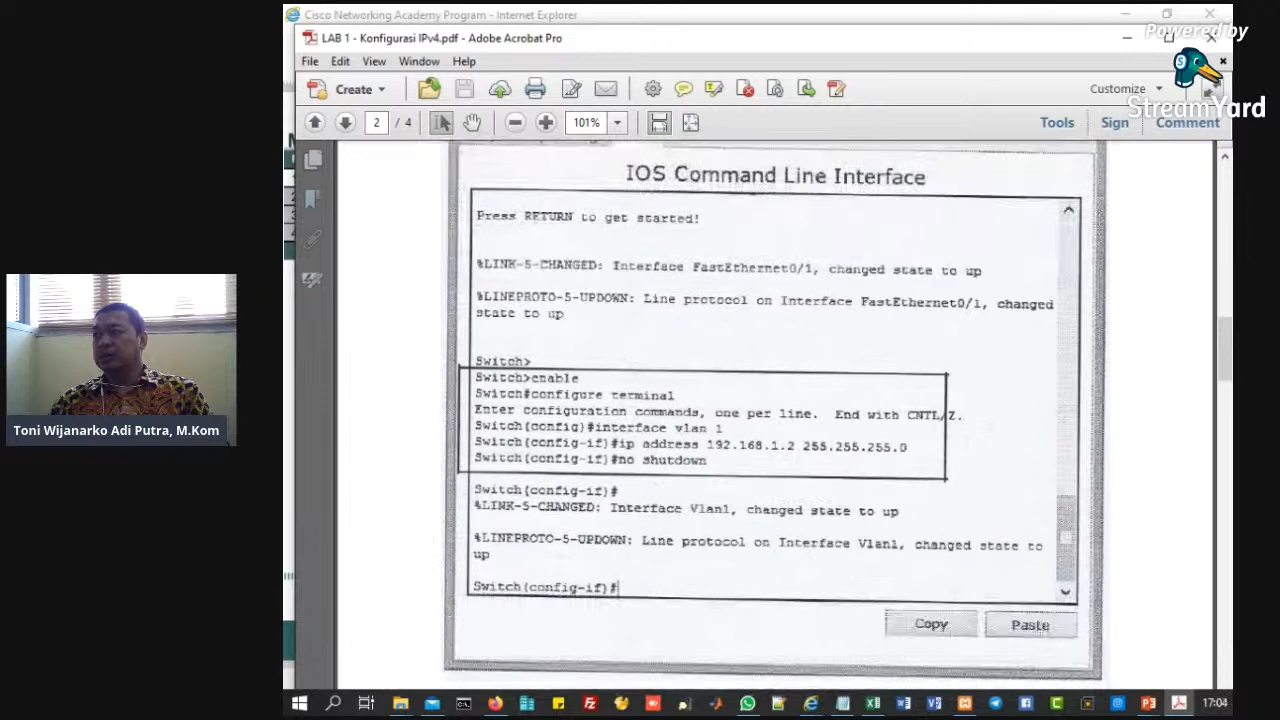 Cisco Networking Academy Program - Internet Explorer
Powered by
LAB 1 - Konfigurasi IPv4.pdf - Adobe Acrobat Pro
File Edit View Window Help
StreamYard
Create
Customize
2 / 4
101%
Tools Sign Comment
IOS Command Line Interface
Press RETURN to get started!
%LINK-5-CHANGED: Interface FastEthernet0/1, changed state to up
%LINEPROTO-5-UPDOWN: Line protocol on Interface FastEthernet0/1, changed
state to up
Switch>
Switch>enable
Switch#configure terminal
Enter configuration commands, one per line. End with CNTL/Z.
Switch(config)#interface vlan 1
Switch(config-if)#ip address 192.168.1.2 255.255.255.0
Switch(config-if)#no shutdown
Switch(config-if)#
%LINK-5-CHANGED: Interface Vlan1, changed state to up
%LINEPROTO-5-UPDOWN: Line protocol on Interface Vlan1, changed state to
up
Switch(config-if)#
Copy Paste
Toni Wijanarko Adi Putra, M.Kom
17:04